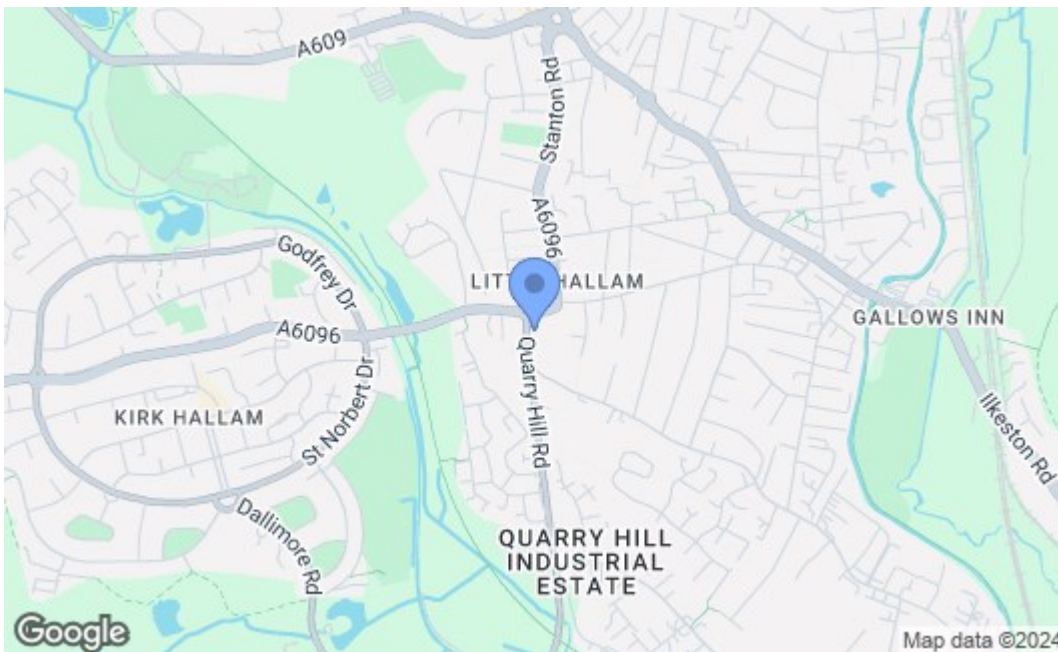 A609
Stanton Rd
A6096
LITT HALLAM
Godfrey Dr
A6096
GALLOWS INN
KIRK HALLAM
St Norbert Dr
Quarry Hill Rd
Ilkeston Rd
Dallimore Rd
QUARRY HILL
INDUSTRIAL
ESTATE
Google
Map data ©2024